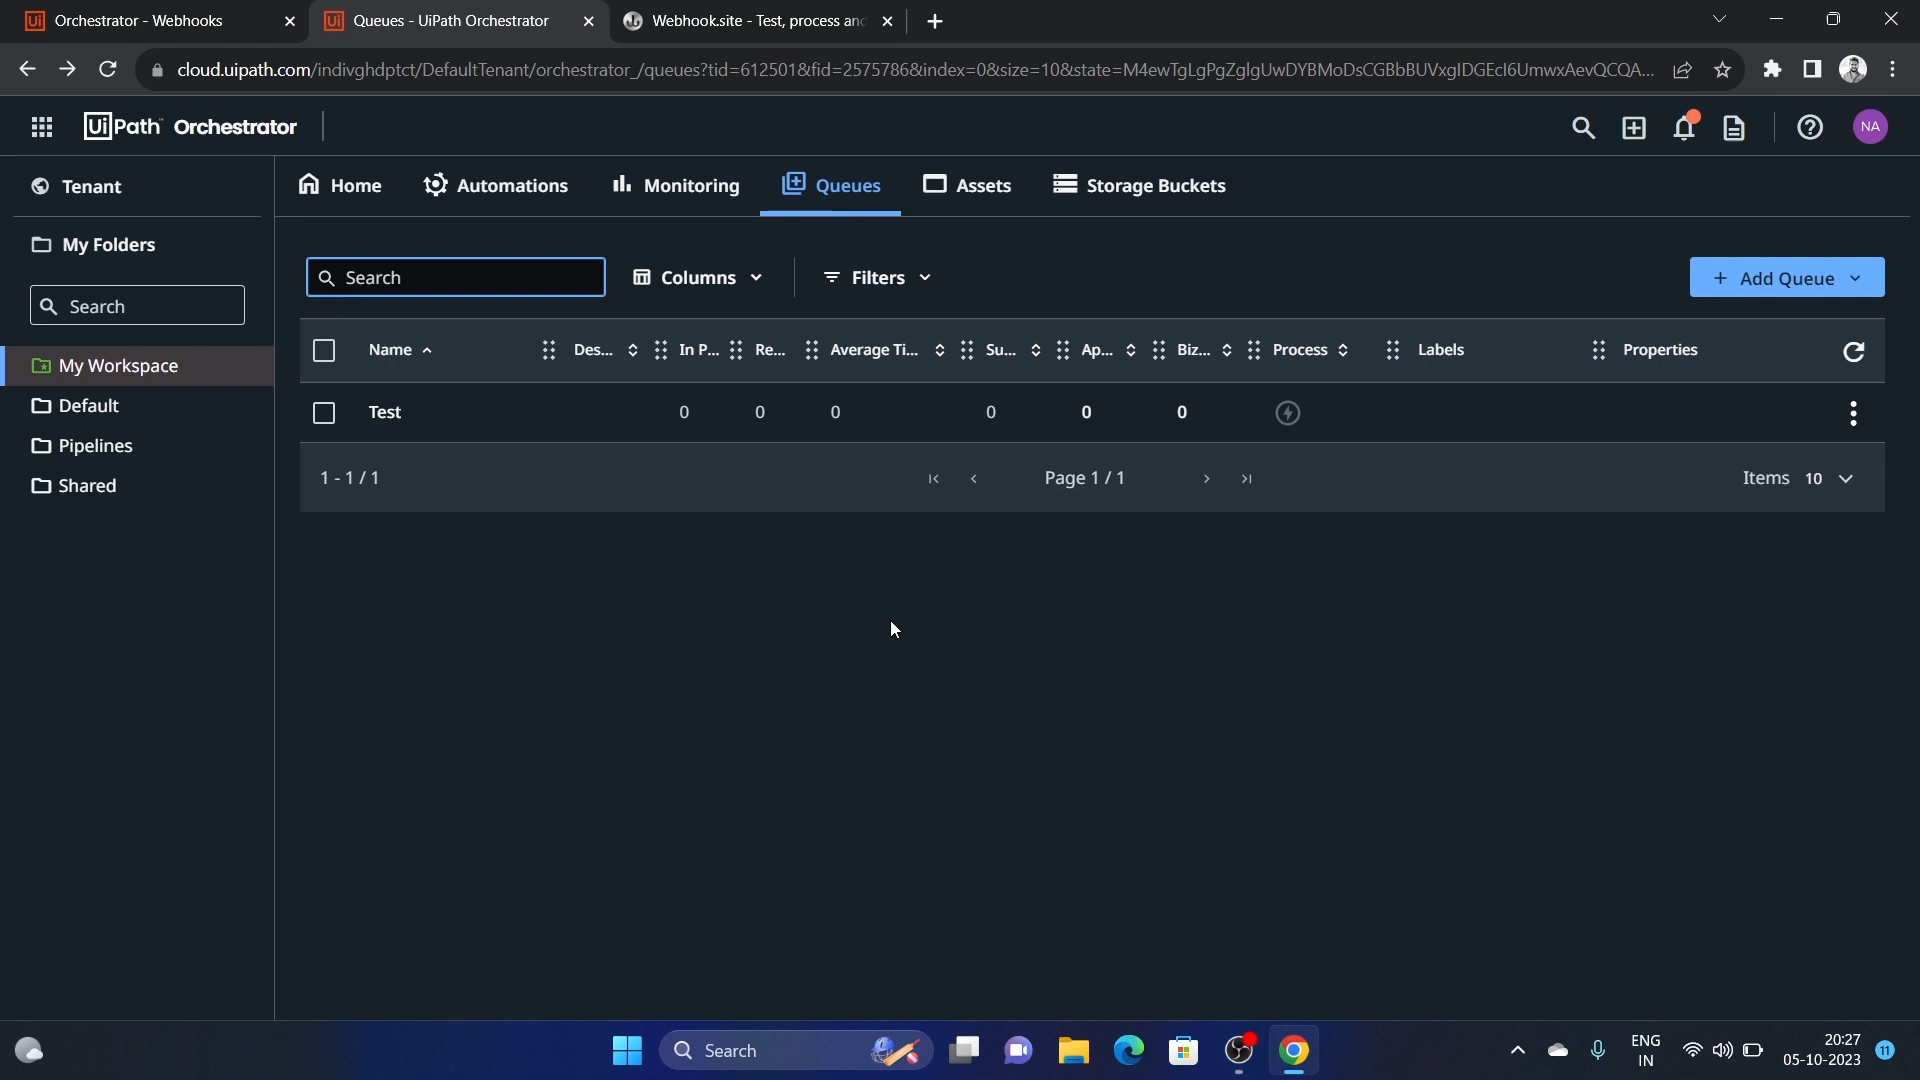 Orchestrator - Webhooks
Queues - UiPath Orchestrator
Webhook.site - Test, process and
cloud.uipath.com/indivghdptct/DefaultTenant/orchestrator_/queues?tid=612501&fid=2575786&index=0&size=10&state=M4ewTgLgPgZglgUwDYBMoDsCGBbBUVxgIDGEcl6UmwxAevQCQA...
UiPath Orchestrator
NA
Tenant
Home
Automations
Monitoring
Queues
Assets
Storage Buckets
My Folders
Search
My Workspace
Default
Pipelines
Shared
Search
Columns
Filters
+ Add Queue
Name
Des...
In P...
Re...
Average Ti...
Su...
Ap...
Biz...
Process
Labels
Properties
Test 0 0 0 0 0 0
1 - 1 / 1
Page 1 / 1
Items 10
Search
ENG
IN
20:27
05-10-2023
11